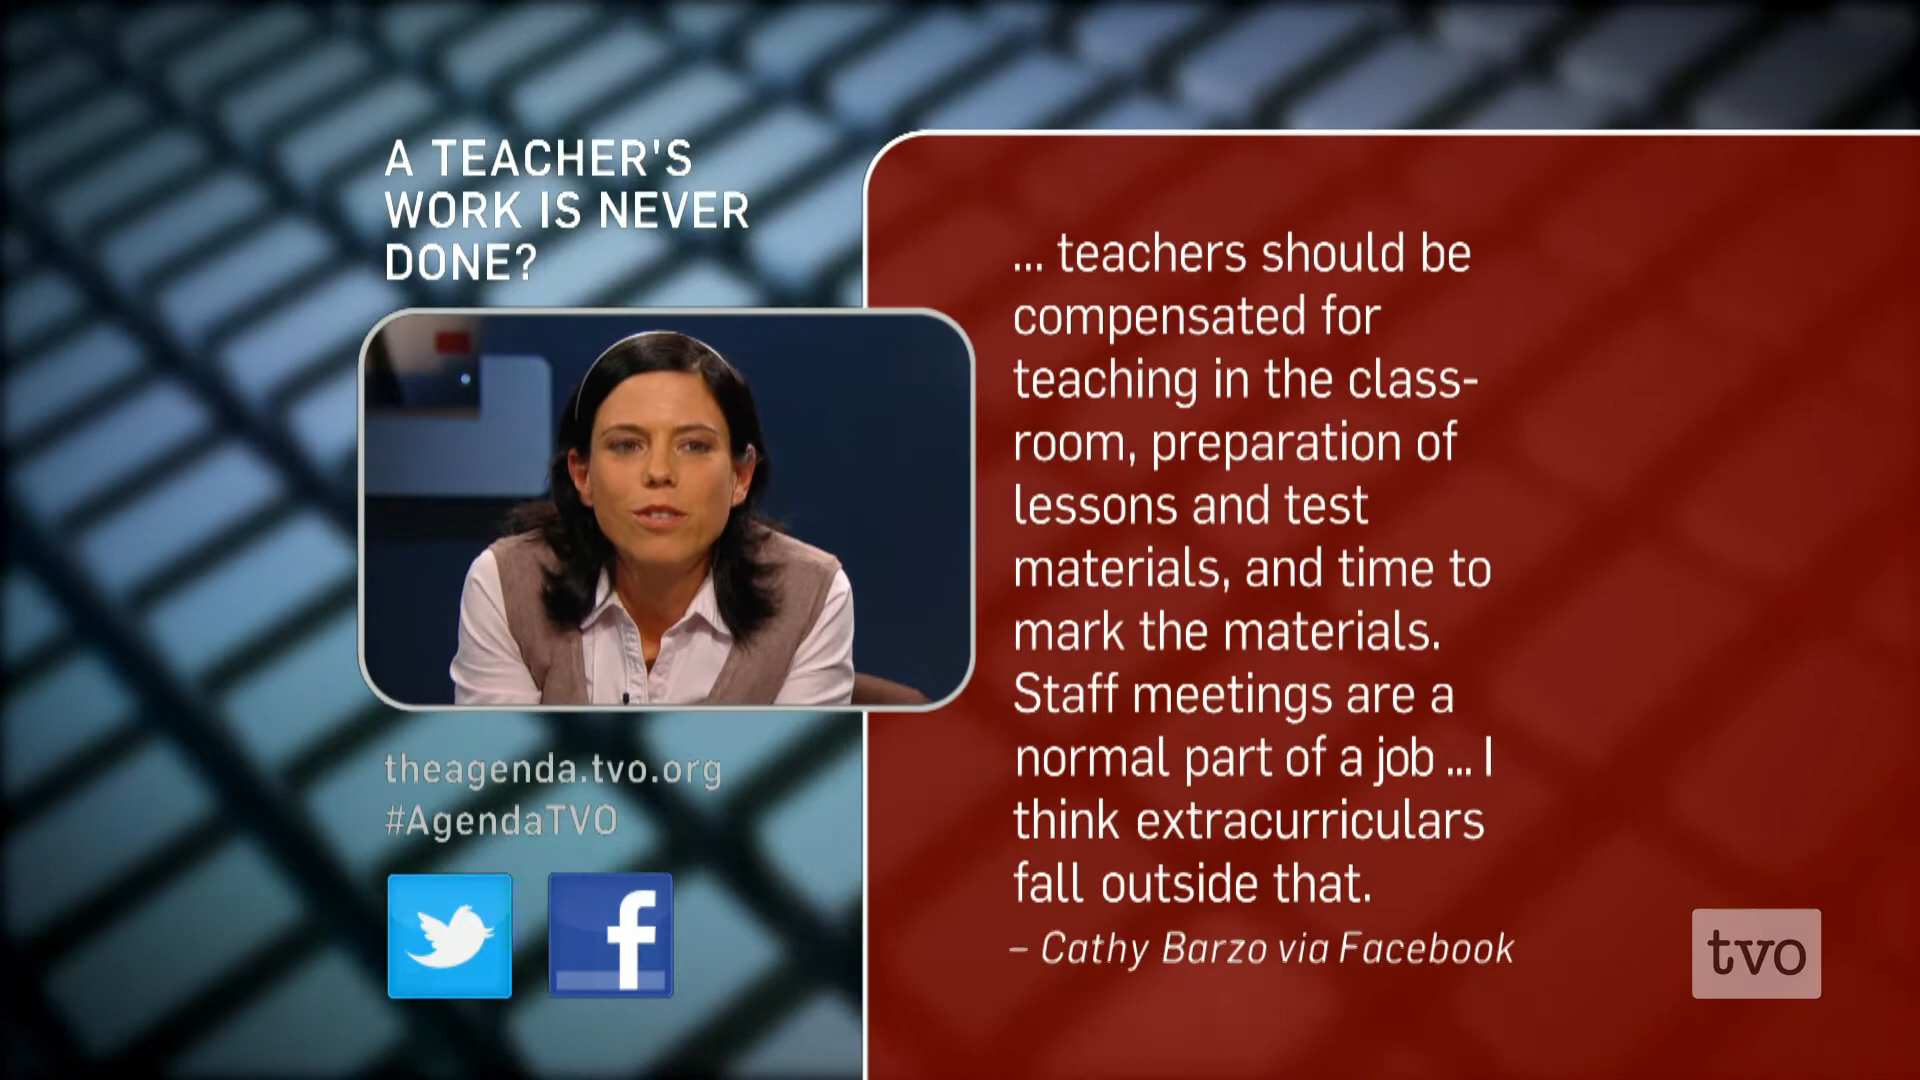 A TEACHER'S
WORK IS NEVER
DONE?
theagenda.tvo.org
#AgendaTVO
f
... teachers should be
compensated for
teaching in the class-
room, preparation of
lessons and test
materials, and time to
mark the materials.
Staff meetings are a
normal part of a job ... I
think extracurriculars
fall outside that.
– Cathy Barzo via Facebook
tvo